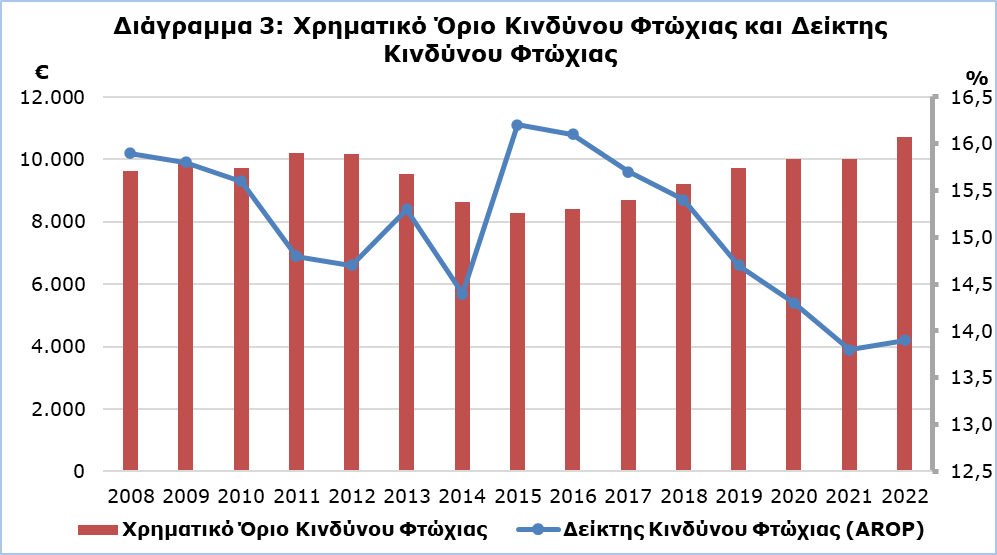 Διάγραμμα 3: Χρηματικό Όριο Κινδύνου Φτώχιας και Δείκτης
Κινδύνου Φτώχιας
€ %
12.000 16,5
10.000 16,0
8.000 15,5
6.000 15,0
4.000 14,5
2.000 14,0
0 13,5
13,0
12,5
2008 2009 2010 2011 2012 2013 2014 2015 2016 2017 2018 2019 2020 2021 2022
Χρηματικό Όριο Κινδύνου Φτώχιας Δείκτης Κινδύνου Φτώχιας (AROP)